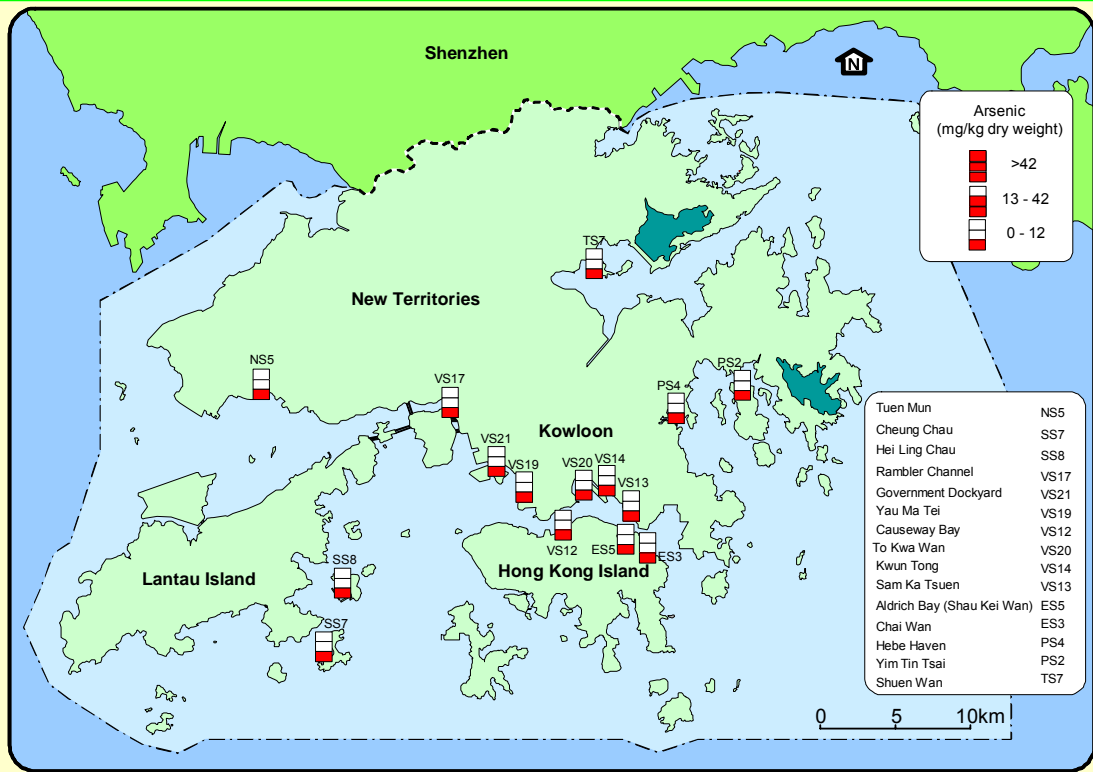 Shenzhen
N
Arsenic
(mg/kg dry weight)
>42
13 - 42
0 - 12
TS7
New Territories
NS5
VS17
PS4
PS2
Kowloon
VS21
VS19
VS20
VS14
VS13
VS12
ES5
ES3
Hong Kong Island
SS8
Lantau Island
SS7
Tuen Mun NS5
Cheung Chau SS7
Hei Ling Chau SS8
Rambler Channel VS17
Government Dockyard VS21
Yau Ma Tei VS19
Causeway Bay VS12
To Kwa Wan VS20
Kwun Tong VS14
Sam Ka Tsuen VS13
Aldrich Bay (Shau Kei Wan) ES5
Chai Wan ES3
Hebe Haven PS4
Yim Tin Tsai PS2
Shuen Wan TS7
0 5 10km